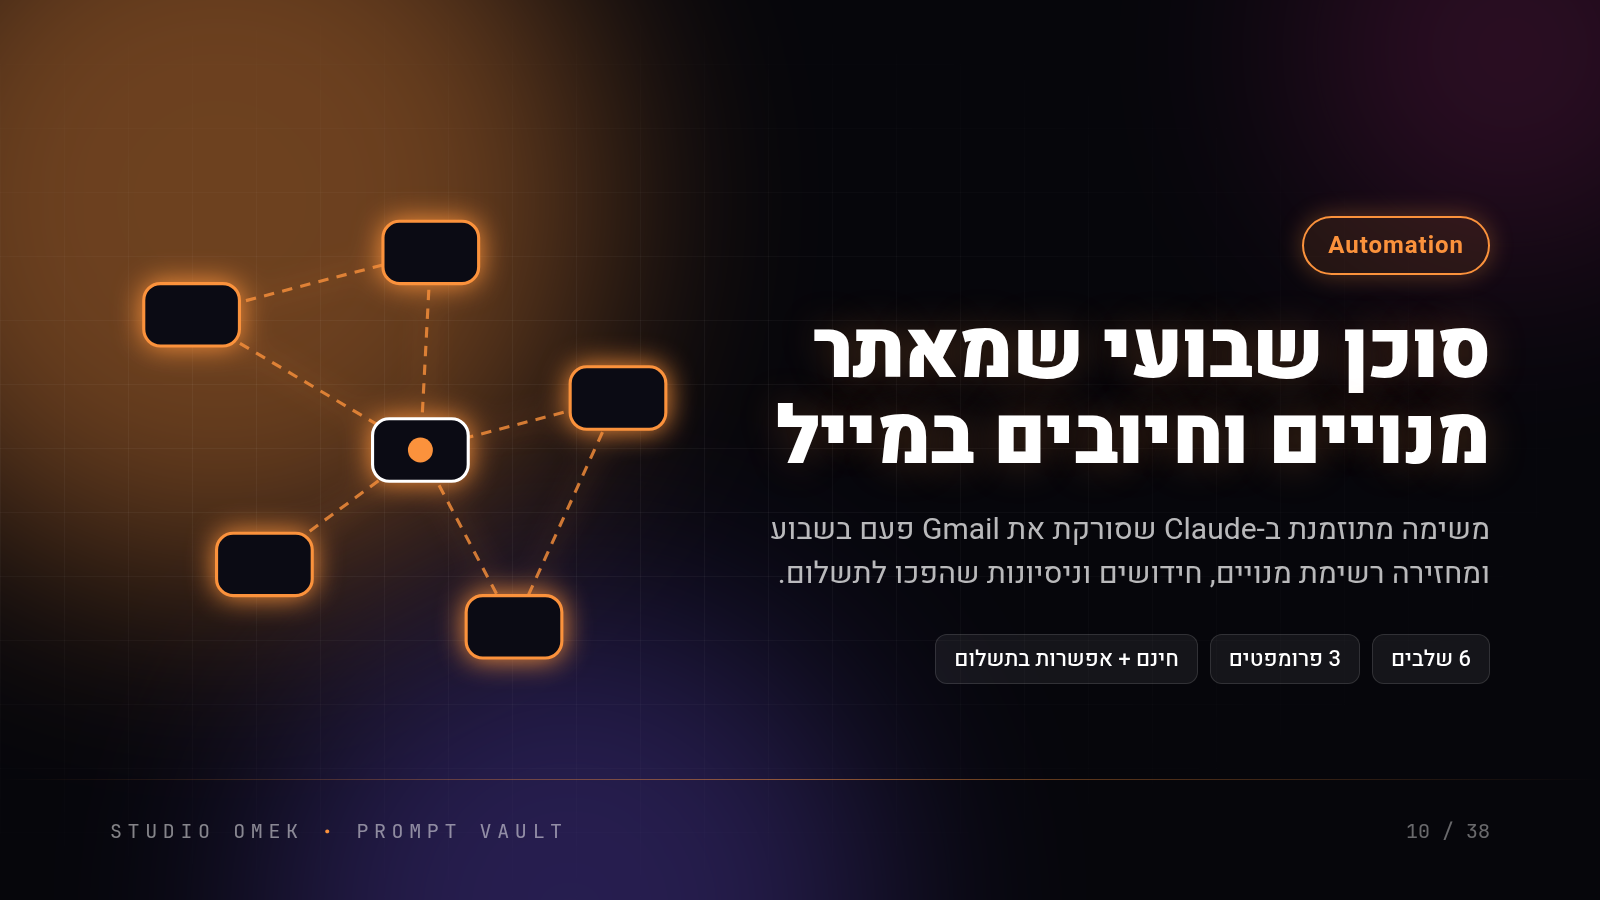 Automation
סוכן שבועי שמאתר
מנויים וחיובים במייל
משימה מתוזמנת ב-Claude שסורקת את Gmail פעם בשבוע
ומחזירה רשימת מנויים, חידושים וניסיונות שהפכו לתשלום.
6 שלבים
3 פרומפטים
חינם + אפשרות בתשלום
STUDIO OMEK · PROMPT VAULT
10 / 38